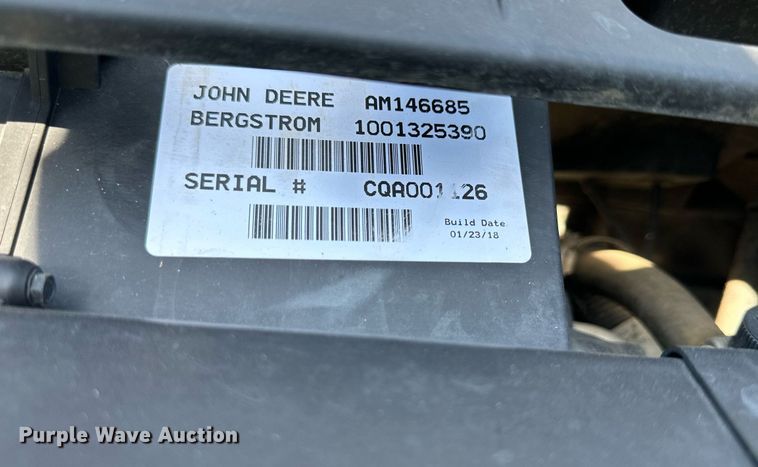 JOHN DEERE AM146685
BERGSTROM 1001325390
SERIAL # CQA001126
Build Date
01/23/18
Purple Wave Auction